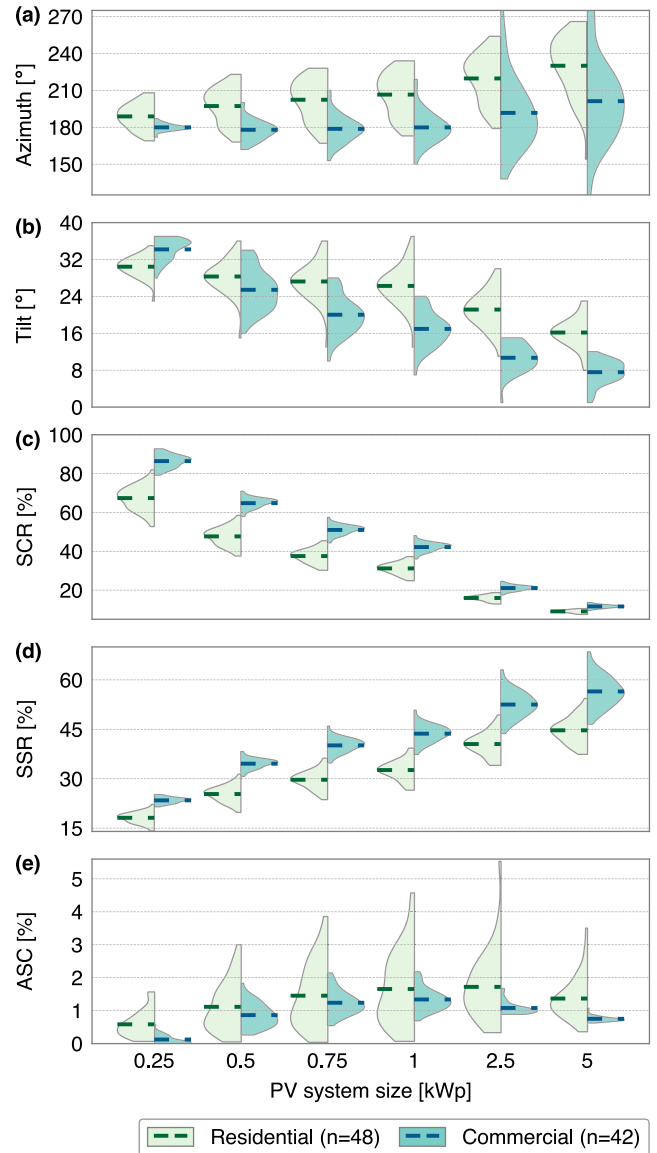 (a)
270
240
210
180
150
Azimuth [°]
(b)
40
32
24
16
8
0
Tilt [°]
(c)
100
80
60
40
20
SCR [%]
(d)
60
45
30
15
SSR [%]
(e)
5
4
3
2
1
0
ASC [%]
0.25 0.5 0.75 1 2.5 5
PV system size [kWp]
Residential (n=48) Commercial (n=42)